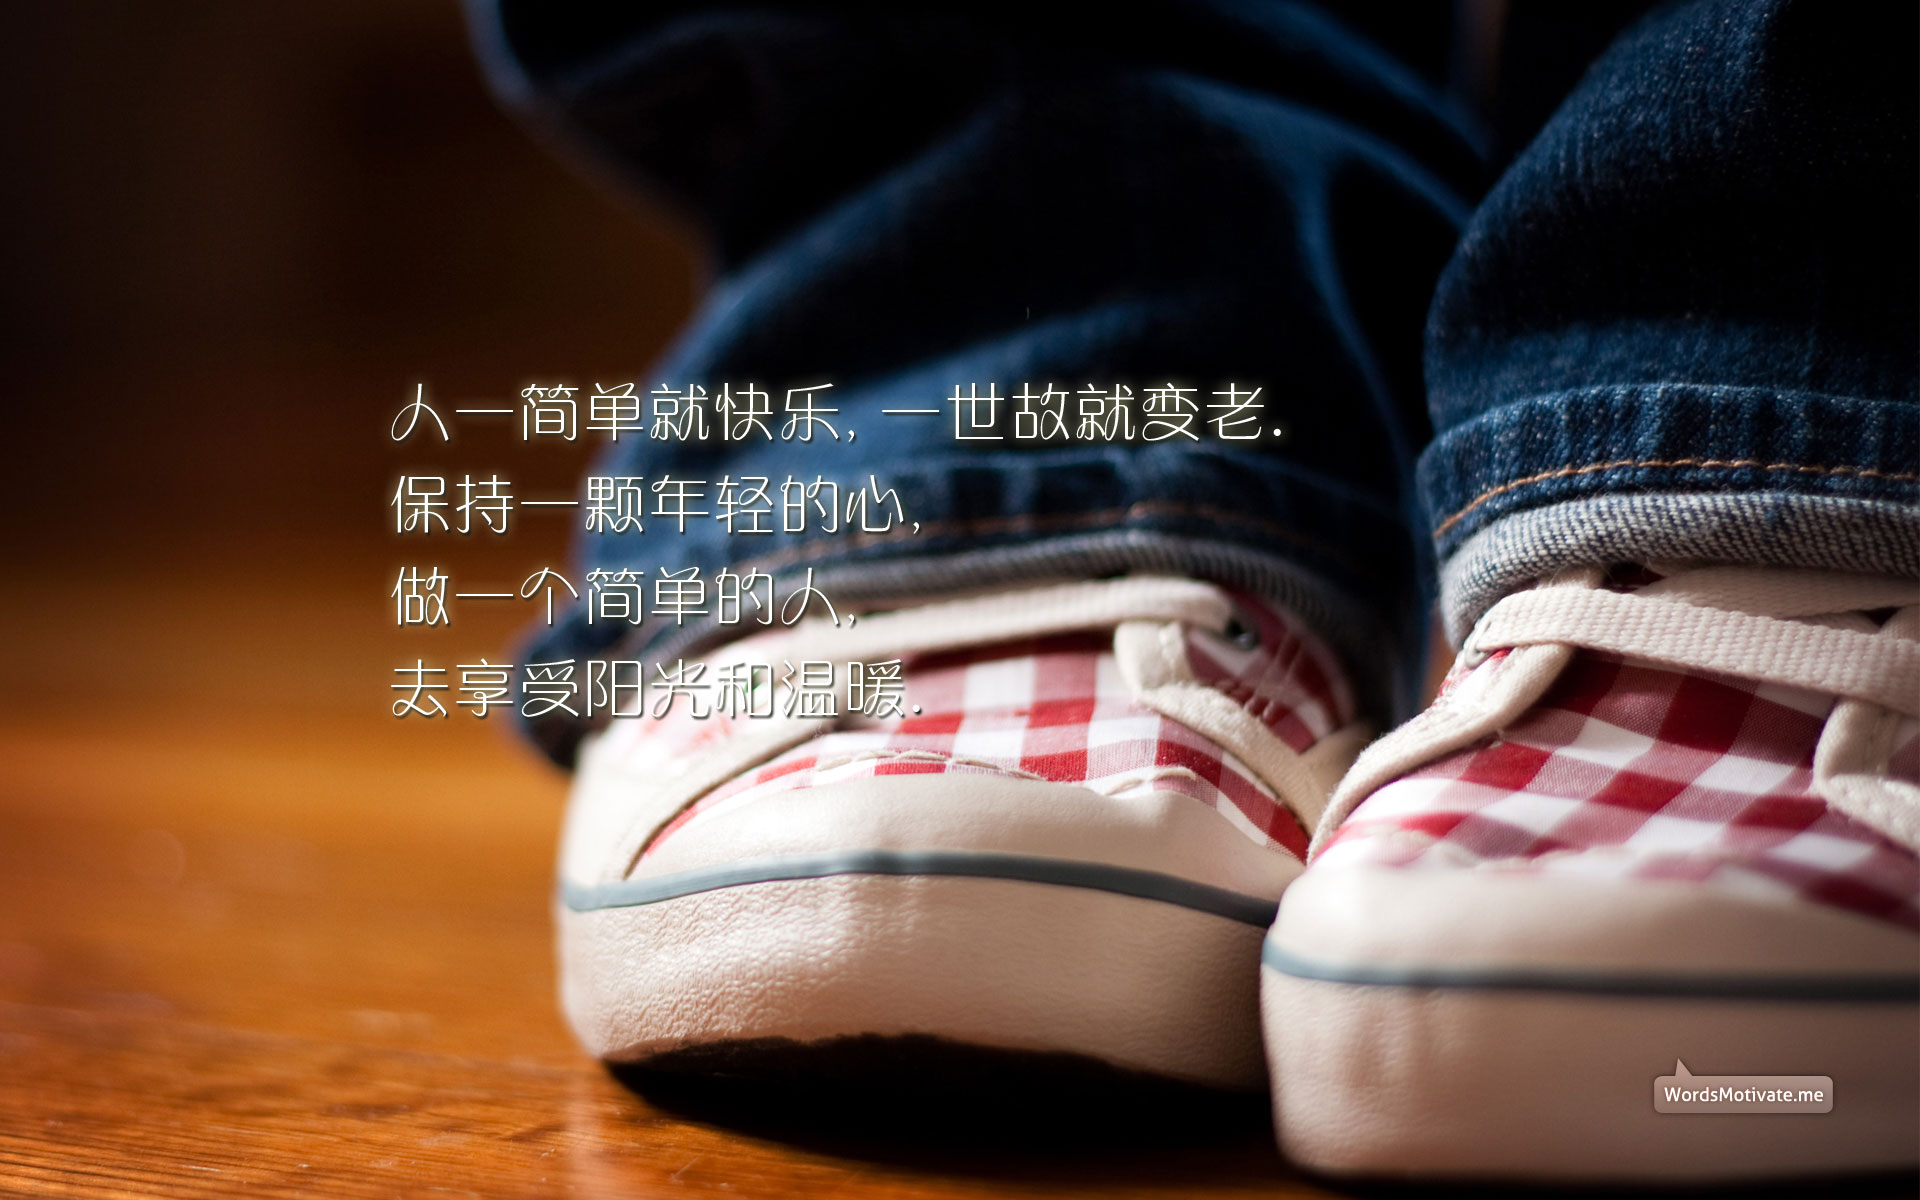 人一简单就快乐, 一世故就变老.
保持一颗年轻的心,
做一个简单的人,
去享受阳光和温暖.
WordsMotivate.me